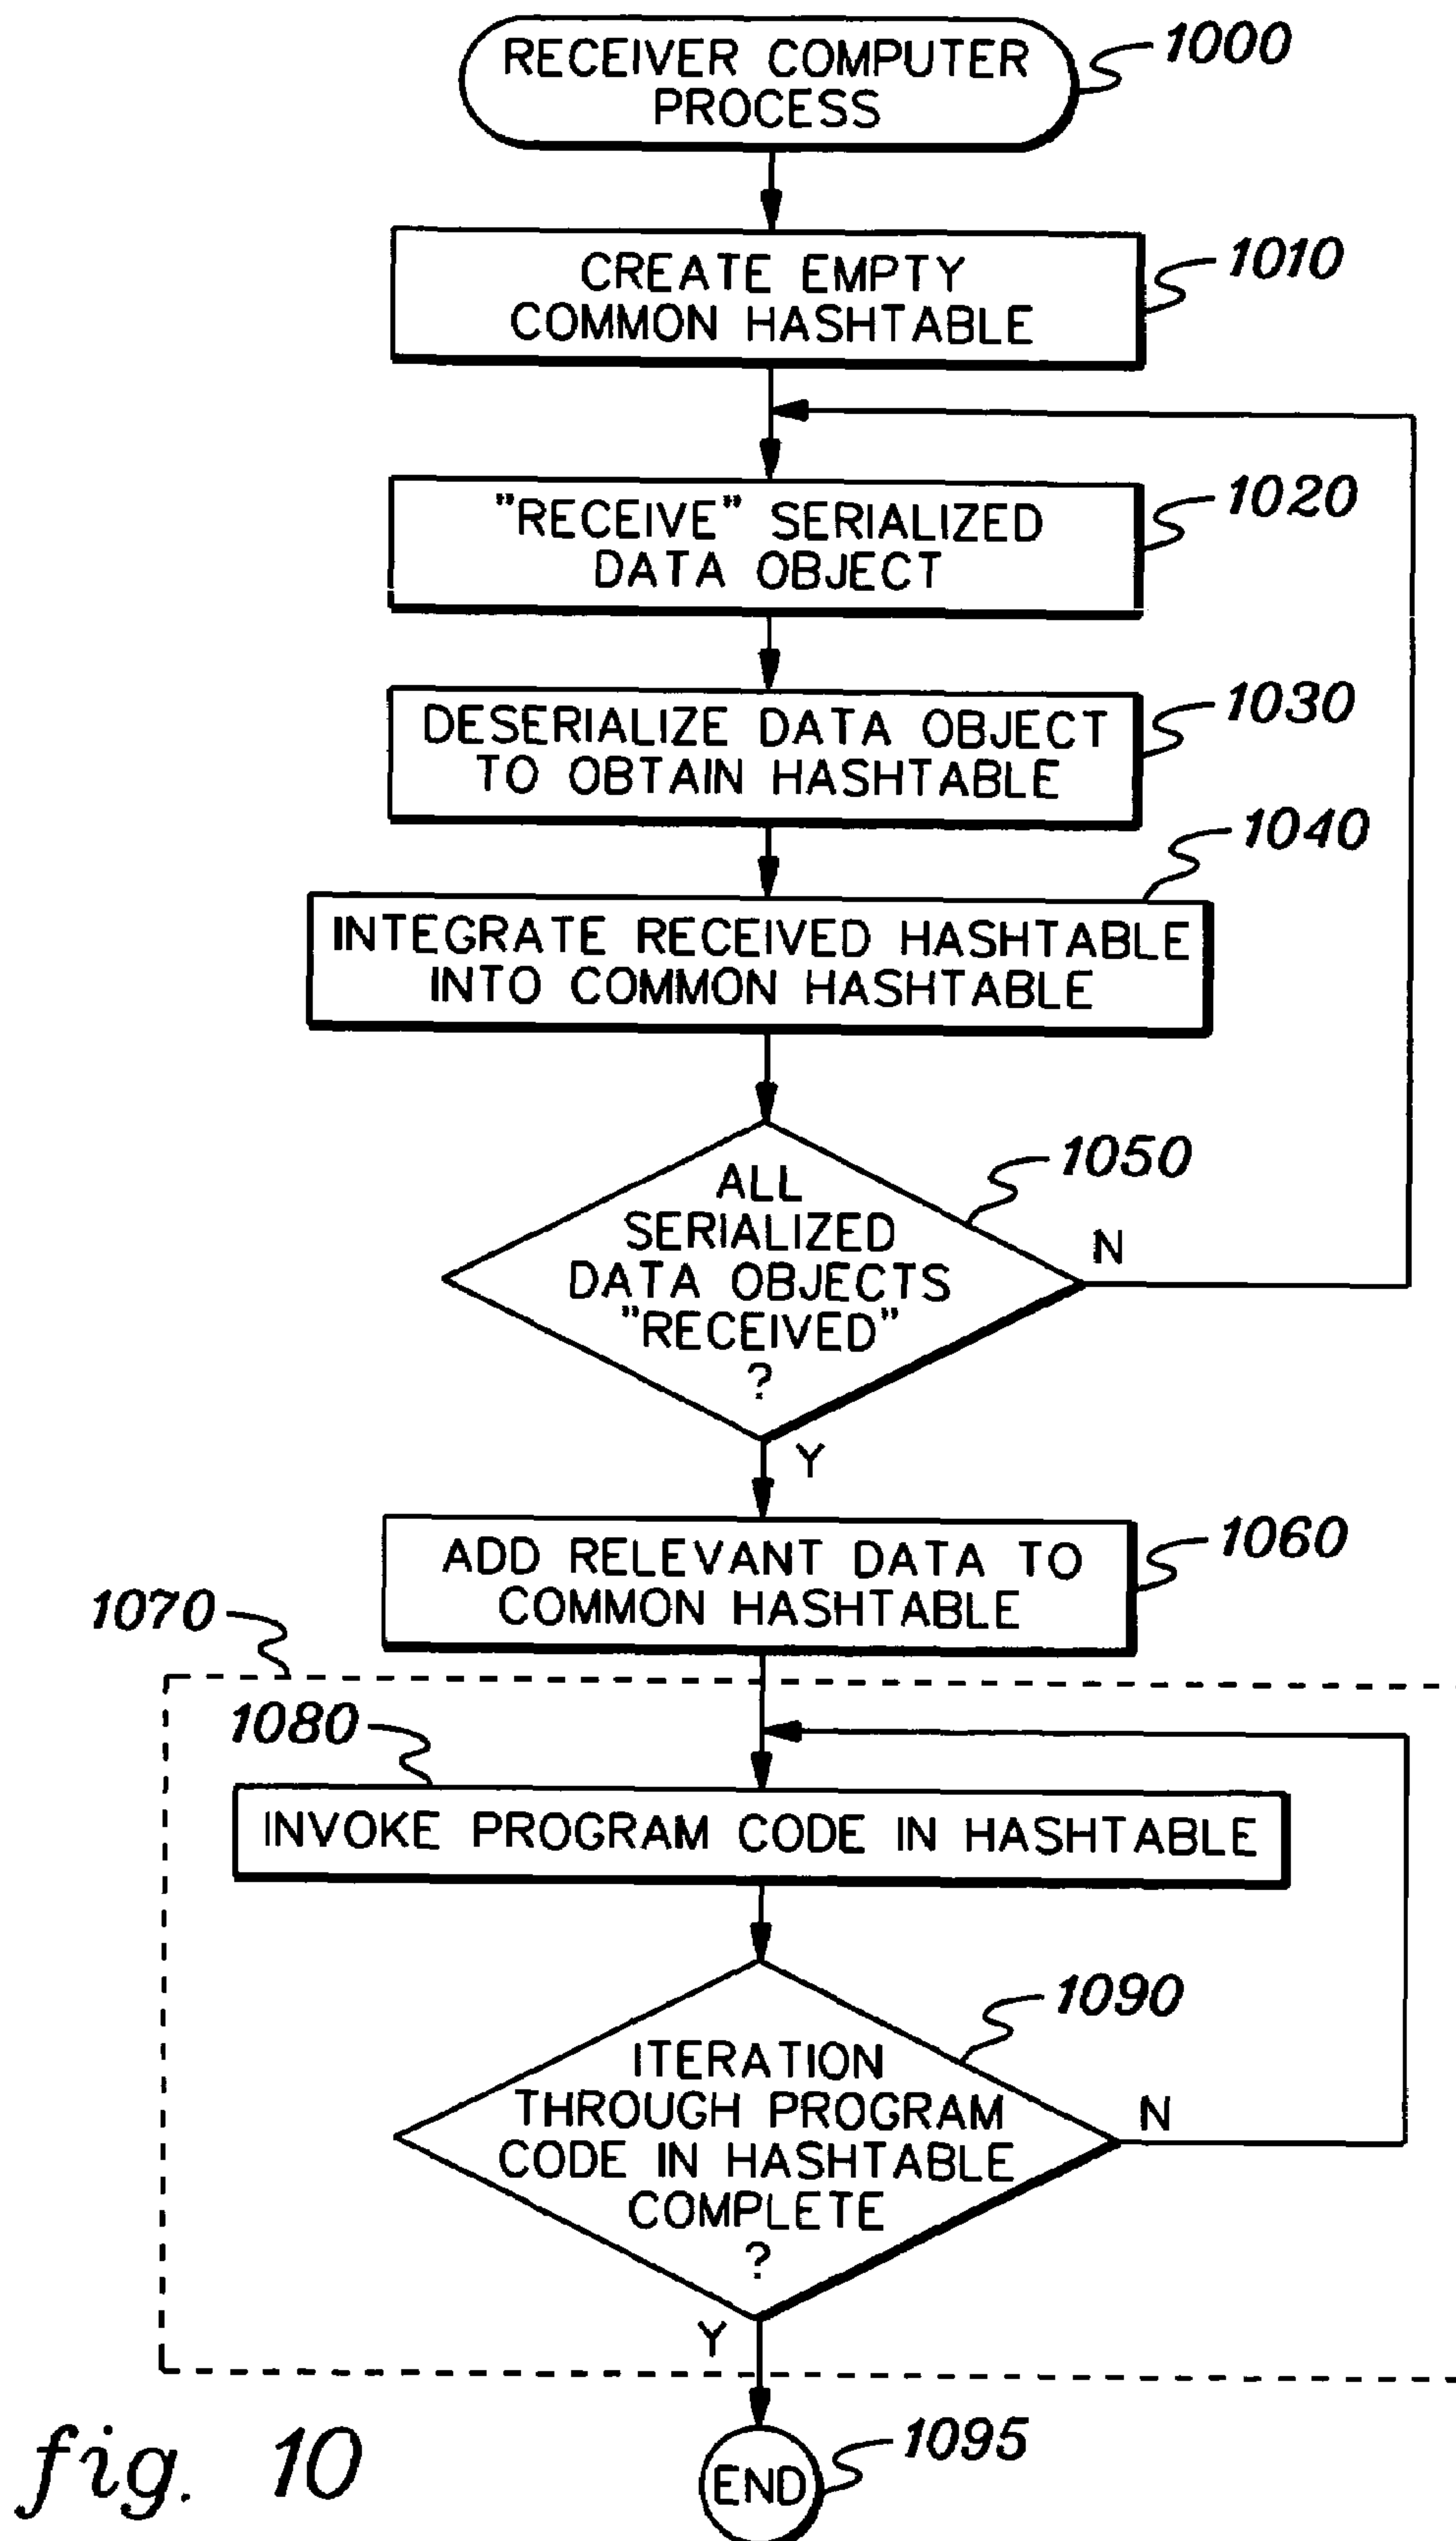 RECEIVER COMPUTER
PROCESS
1000
CREATE EMPTY
COMMON HASHTABLE
1010
"RECEIVE" SERIALIZED
DATA OBJECT
1020
DESERIALIZE DATA OBJECT
TO OBTAIN HASHTABLE
1030
1040
INTEGRATE RECEIVED HASHTABLE
INTO COMMON HASHTABLE
1050
ALL
SERIALIZED
DATA OBJECTS
"RECEIVED"
?
N
Y
ADD RELEVANT DATA TO
COMMON HASHTABLE
1060
1070
1080
INVOKE PROGRAM CODE IN HASHTABLE
1090
ITERATION
THROUGH PROGRAM
CODE IN HASHTABLE
COMPLETE
?
N
Y
END
1095
fig. 10